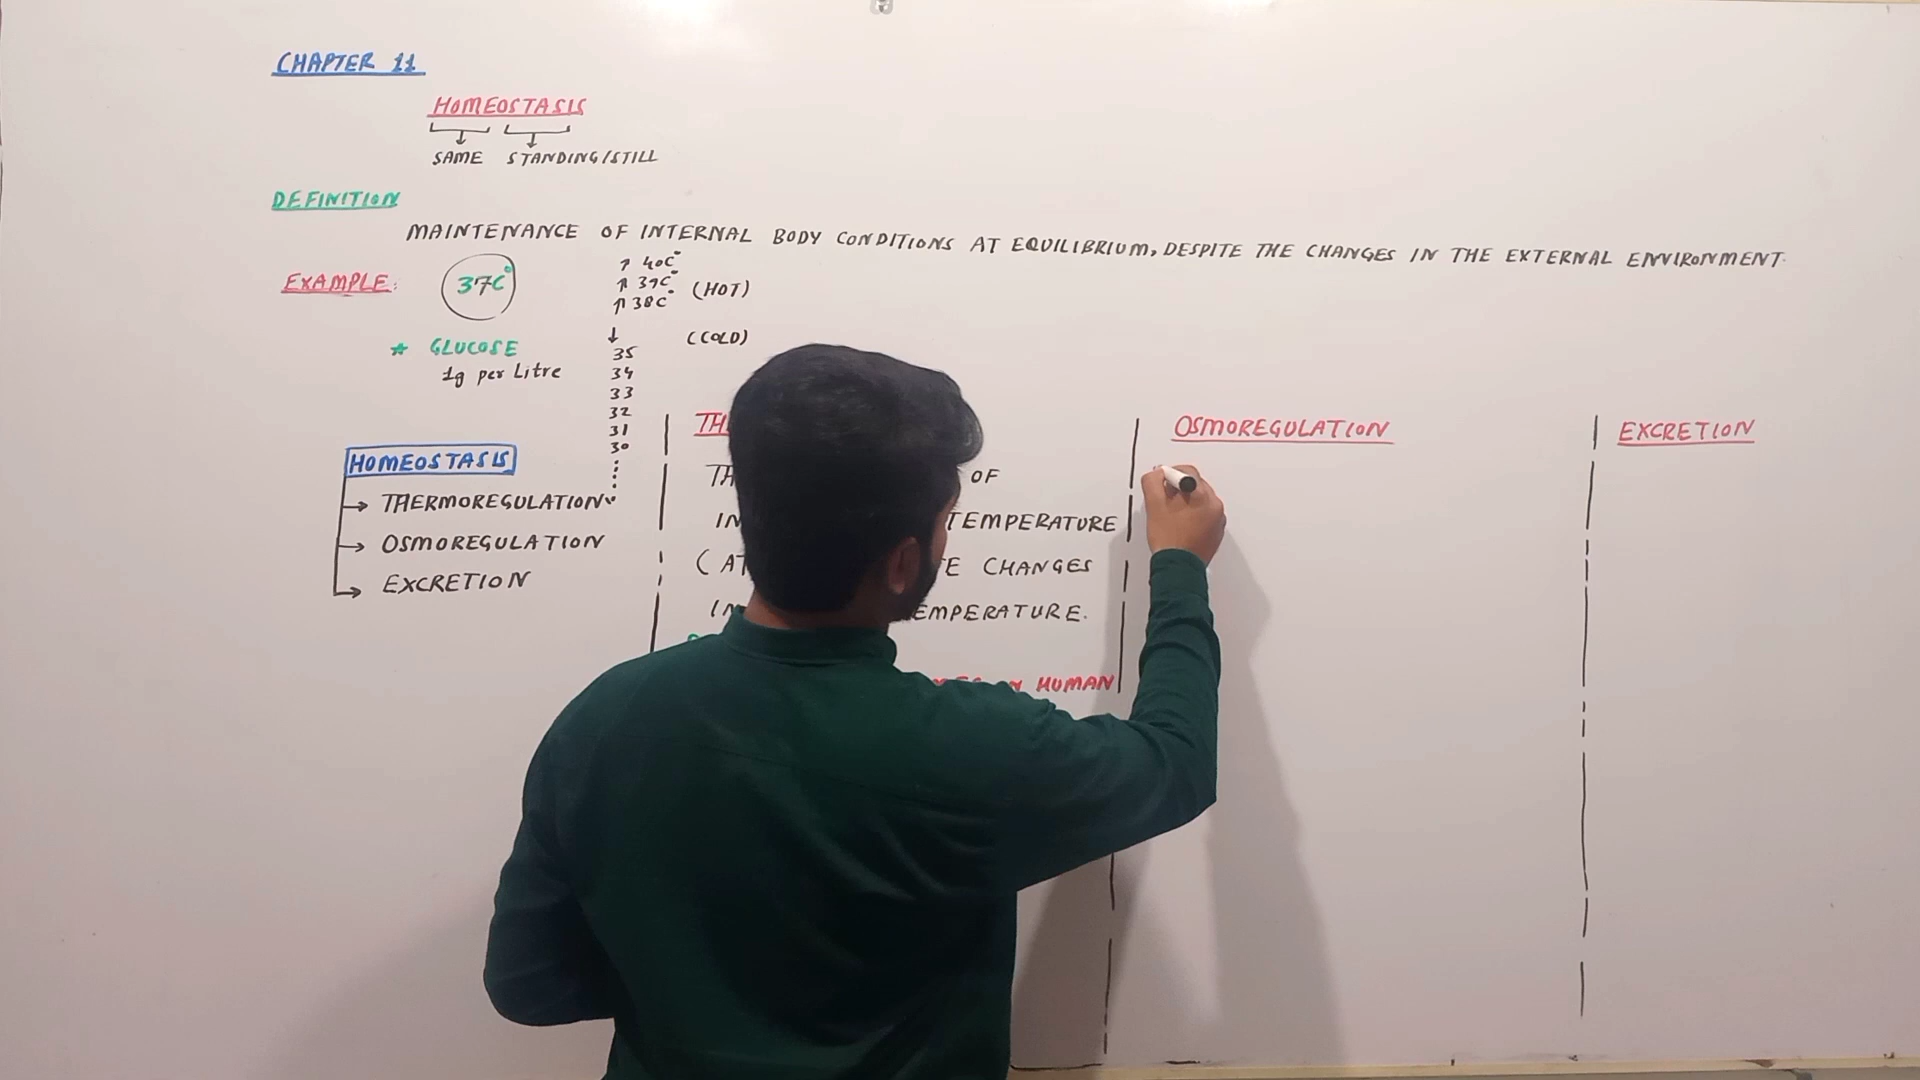 CHAPTER 11
HOMEOSTASIS
SAME STANDING/STILL
DEFINITION
MAINTENANCE OF INTERNAL BODY CONDITIONS AT EQUILIBRIUM, DESPITE THE CHANGES IN THE EXTERNAL ENVIRONMENT.
EXAMPLE: 37C°
↑ 40C°
↑ 39C° (HOT)
↑ 38C°
↓ (COLD)
* GLUCOSE
1g per Litre
35
34
33
32
31
30
HOMEOSTASIS
→ THERMOREGULATION
→ OSMOREGULATION
→ EXCRETION
OF
TEMPERATURE
CHANGES
TEMPERATURE.
HUMAN
OSMOREGULATION
EXCRETION